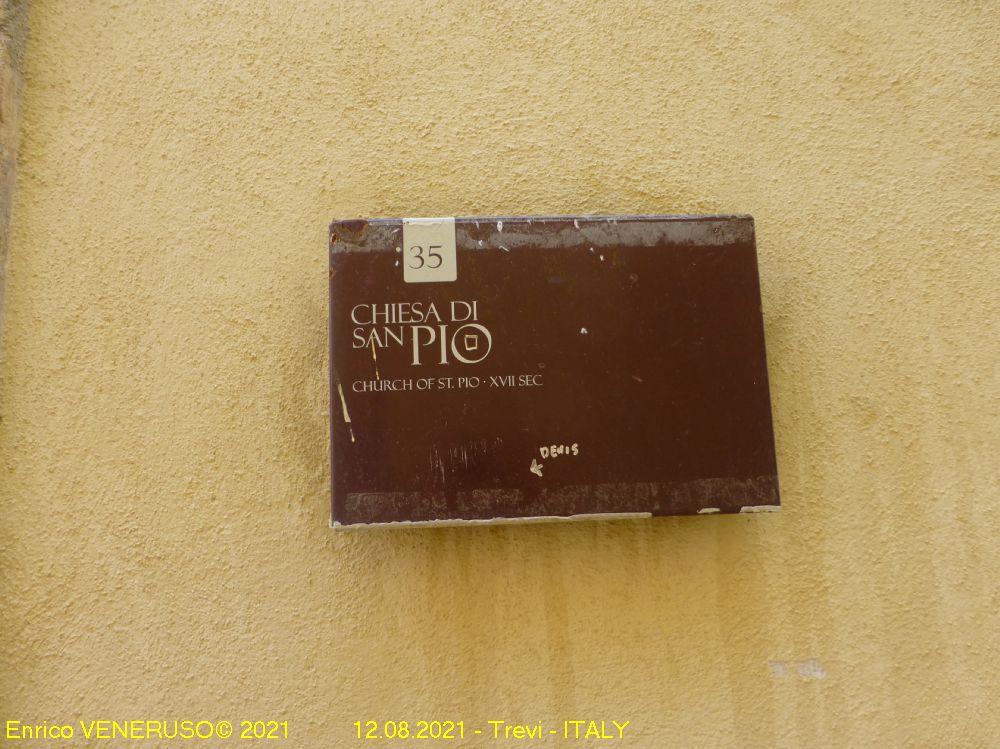 35
CHIESA DI
SAN PIO
CHURCH OF ST. PIO · XVII SEC
DENIS
Enrico VENERUSO© 2021 12.08.2021 - Trevi - ITALY